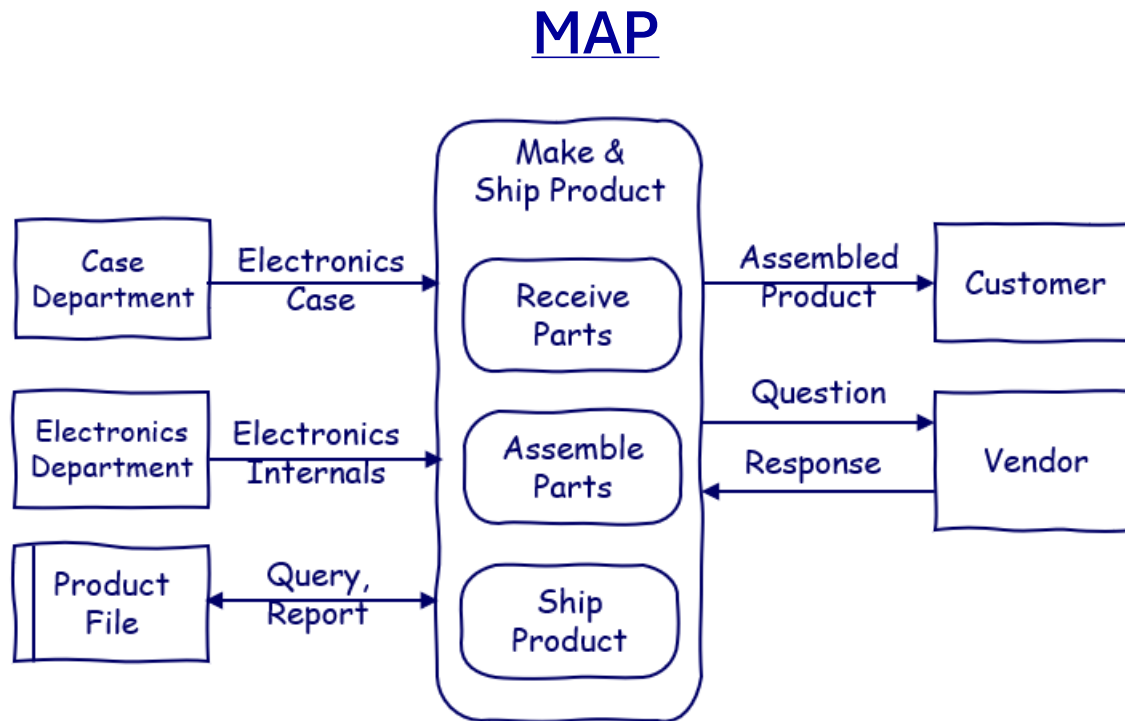 MAP
Make &
Ship Product
Case
Department
Electronics
Case
Receive
Parts
Assembled
Product
Customer
Electronics
Department
Electronics
Internals
Assemble
Parts
Question
Response
Vendor
Product
File
Query,
Report
Ship
Product